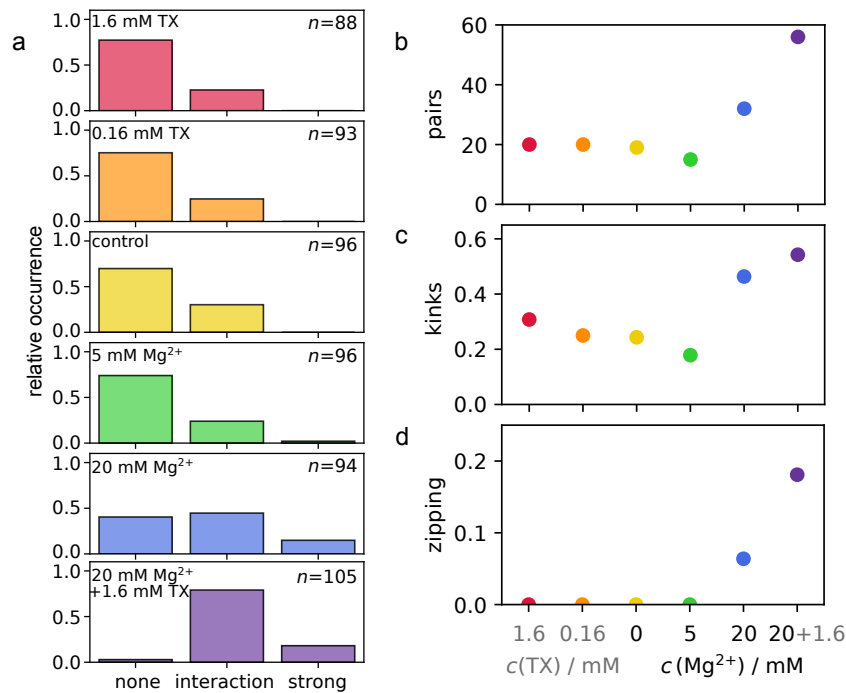 a
relative occurrence
1.6 mM TX
n=88
1.0
0.5
0.0
0.16 mM TX
n=93
1.0
0.5
0.0
control
n=96
1.0
0.5
0.0
5 mM Mg²⁺
n=96
1.0
0.5
0.0
20 mM Mg²⁺
n=94
1.0
0.5
0.0
20 mM Mg²⁺
+1.6 mM TX
n=105
1.0
0.5
0.0
none interaction strong
b
pairs
60
40
20
0
c
kinks
0.6
0.4
0.2
0.0
d
zipping
0.2
0.1
0.0
1.6 0.16 0 5 20 20+1.6
c(TX) / mM c(Mg²⁺) / mM